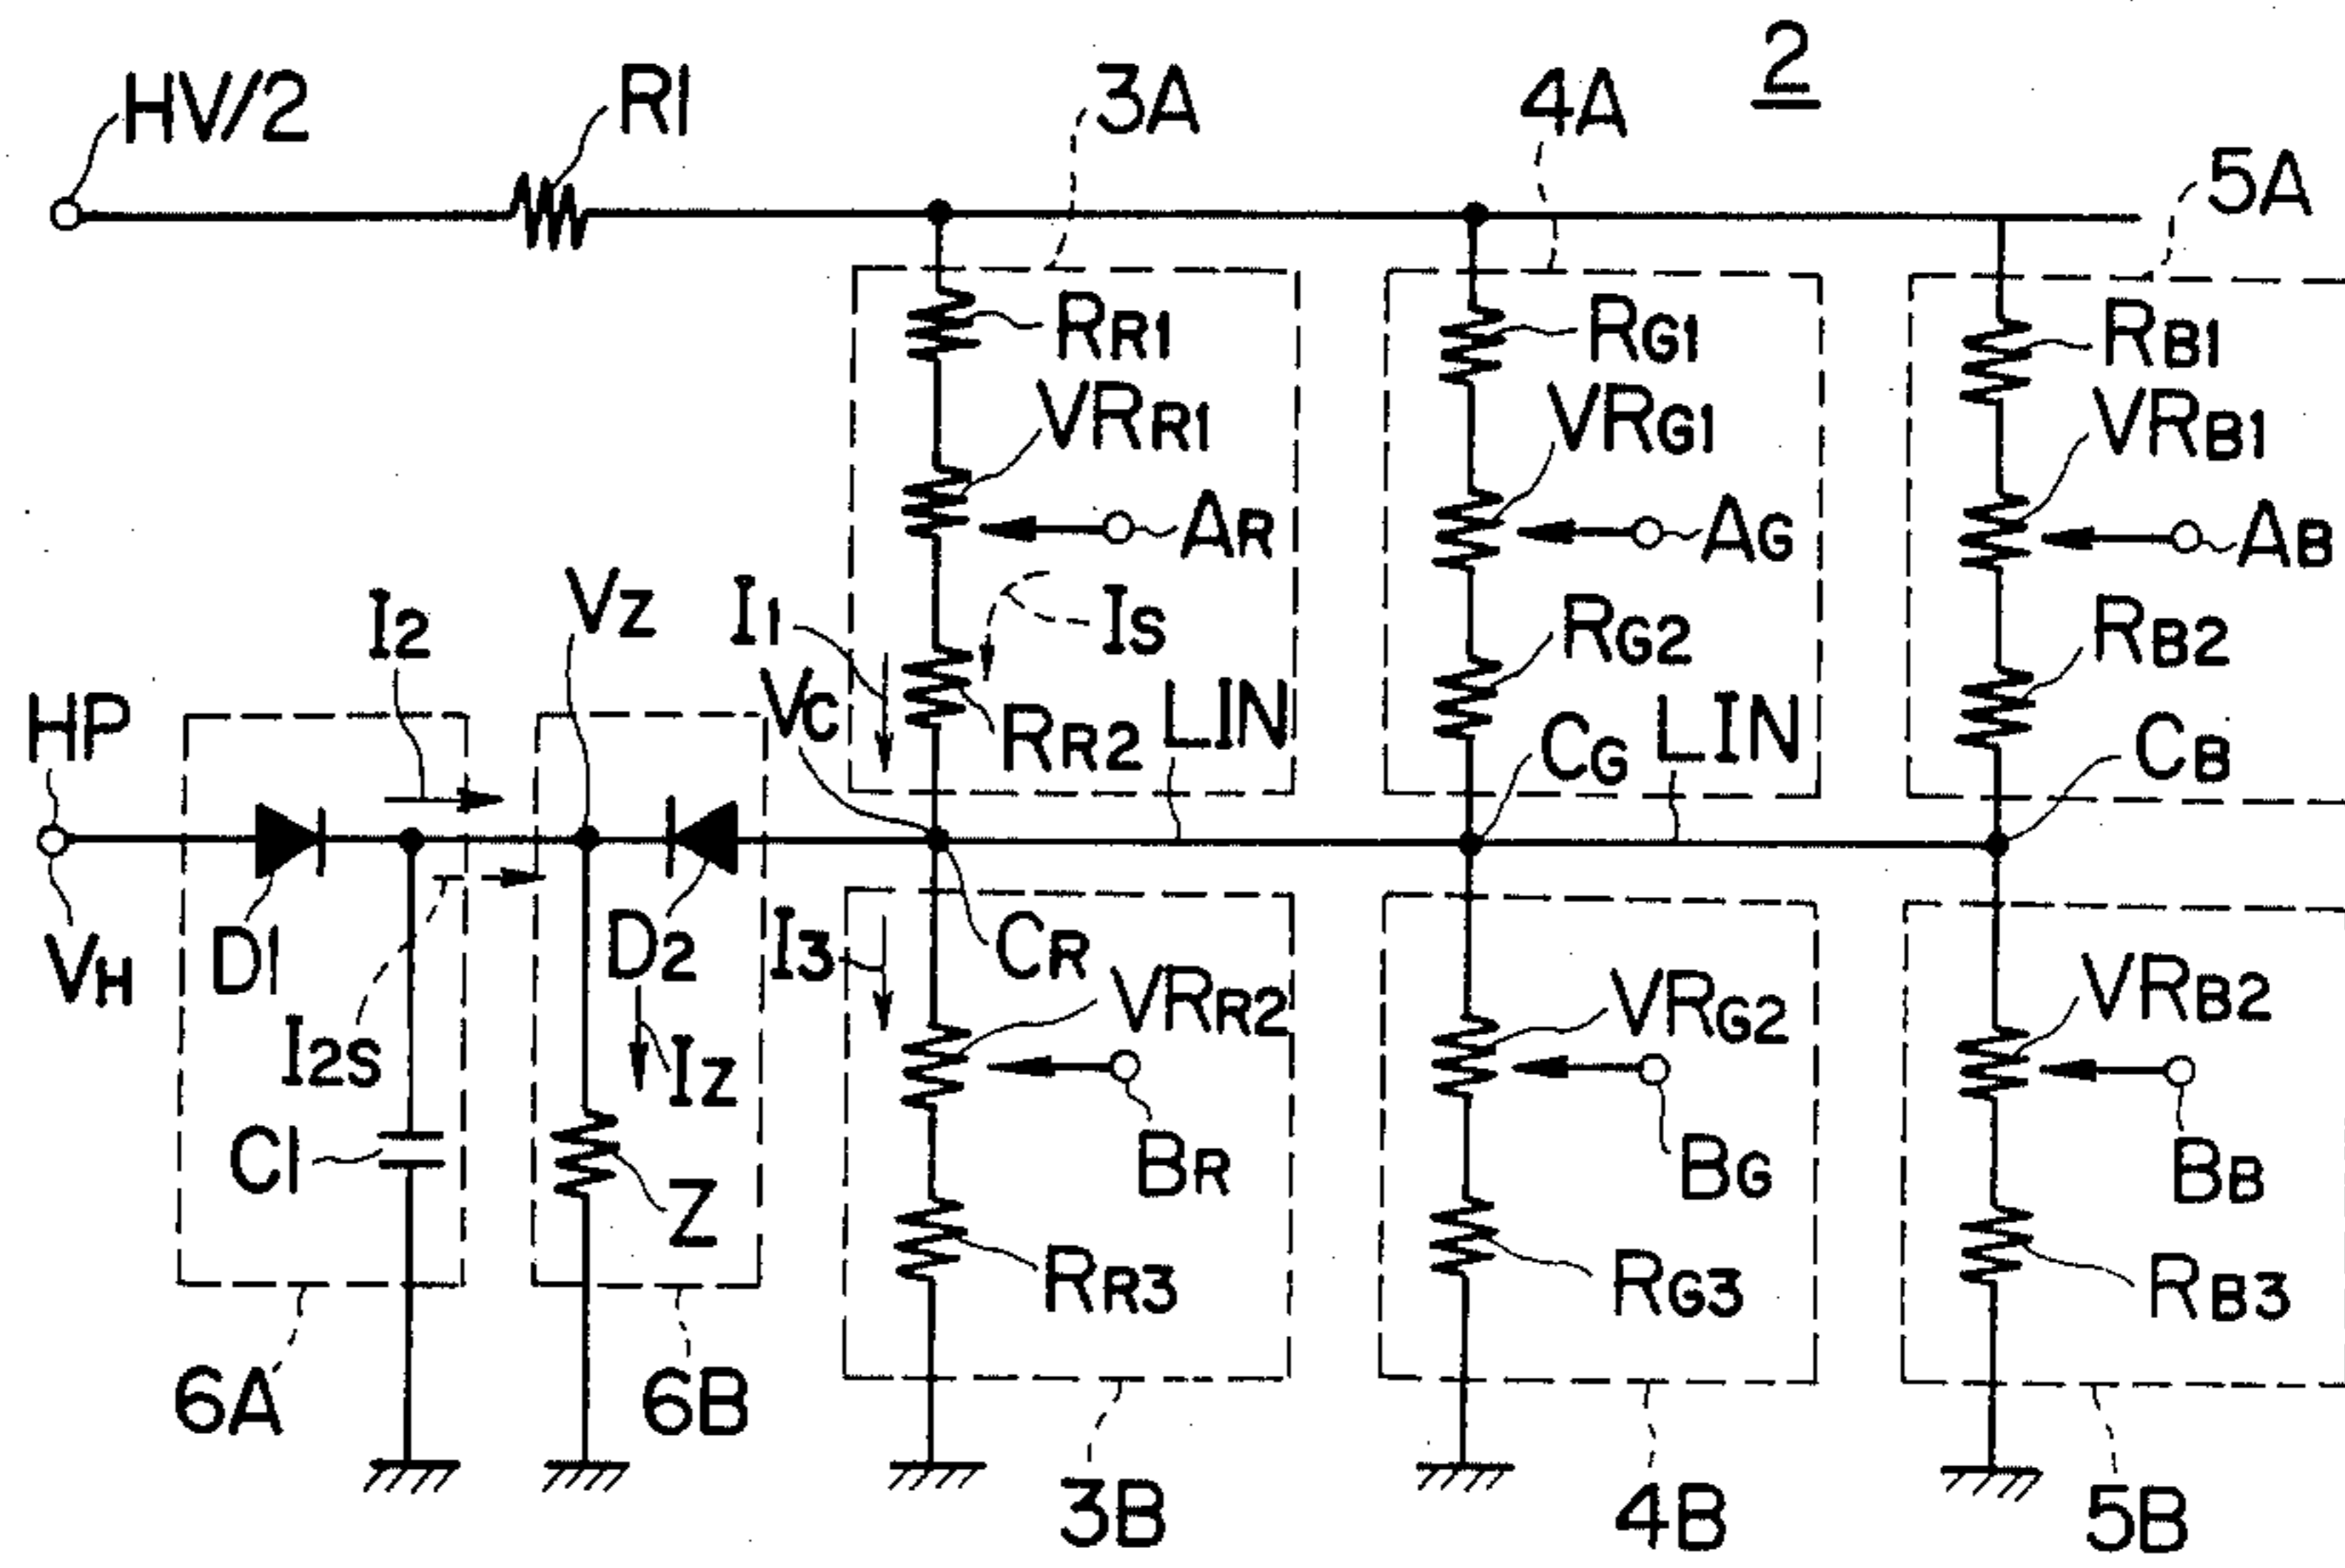 2
HV/2
R1
3A
4A
5A
RR1
RG1
RB1
VRR1
VRG1
VRB1
AR
AG
AB
I2
VZ
I1
IS
RG2
RB2
HP
VC
RR2
LIN
CG
LIN
CB
VH
D1
D2
I3
CR
VRR2
VRG2
VRB2
I2S
IZ
C1
Z
BR
BG
BB
RR3
RG3
RB3
6A
6B
3B
4B
5B